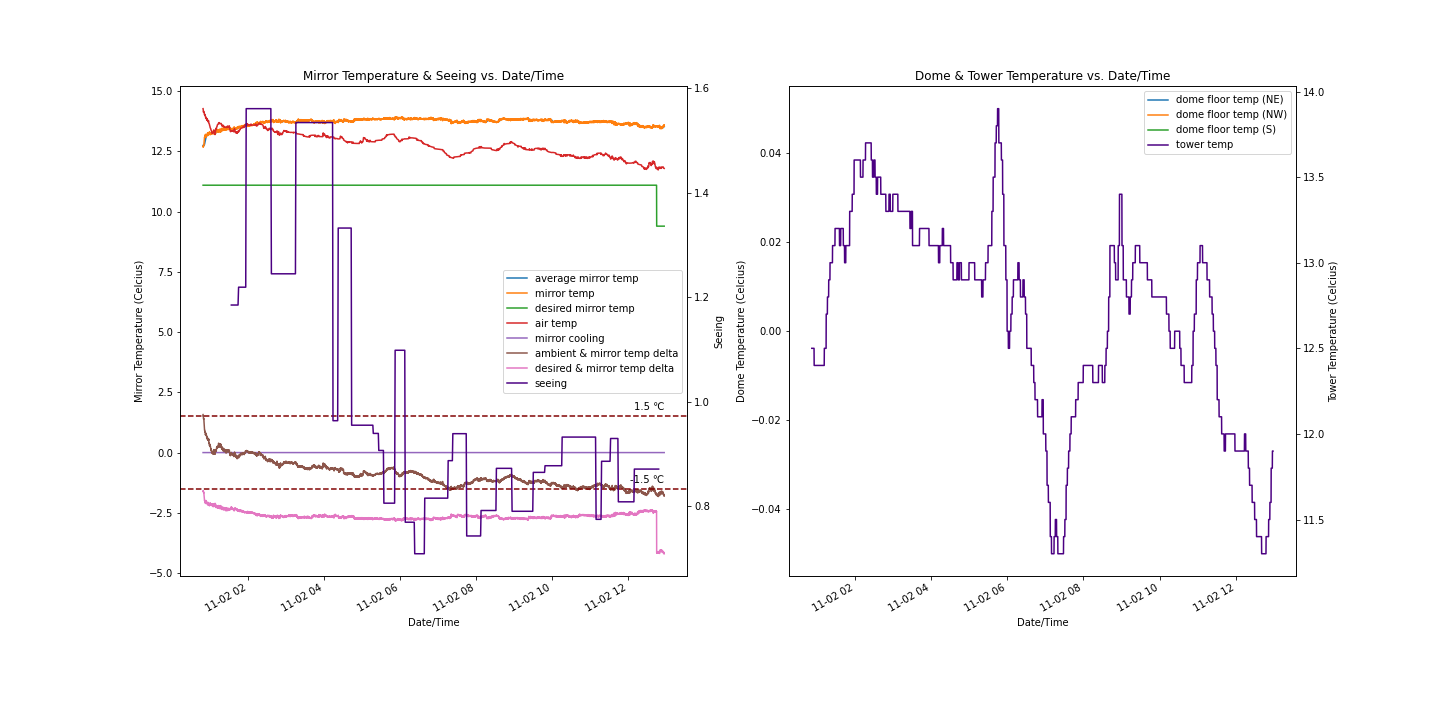 Mirror Temperature & Seeing vs. Date/Time
15.0
12.5
10.0
7.5
5.0
2.5
0.0
−2.5
−5.0
Mirror Temperature (Celcius)
1.6
1.4
1.2
1.0
0.8
Seeing
average mirror temp
mirror temp
desired mirror temp
air temp
mirror cooling
ambient & mirror temp delta
desired & mirror temp delta
seeing
1.5 °C
-1.5 °C
11-02 02
11-02 04
11-02 06
11-02 08
11-02 10
11-02 12
Date/Time
Dome & Tower Temperature vs. Date/Time
0.04
0.02
0.00
−0.02
−0.04
Dome Temperature (Celcius)
14.0
13.5
13.0
12.5
12.0
11.5
Tower Temperature (Celcius)
dome floor temp (NE)
dome floor temp (NW)
dome floor temp (S)
tower temp
11-02 02
11-02 04
11-02 06
11-02 08
11-02 10
11-02 12
Date/Time